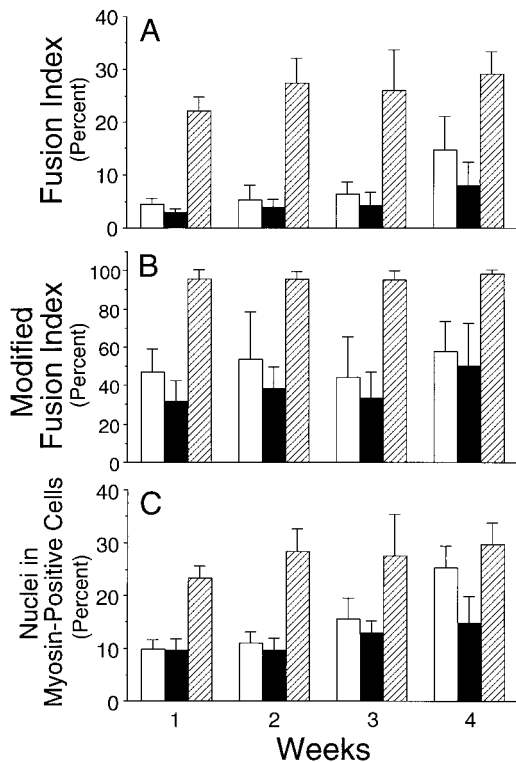 A
Fusion Index
(Percent)
40
30
20
10
0
B
Modified
Fusion Index
(Percent)
100
80
60
40
20
0
C
Nuclei in
Myosin-Positive Cells
(Percent)
40
30
20
10
0
1 2 3 4
Weeks